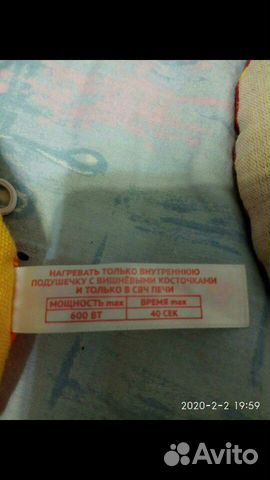 НАГРЕВАТЬ ТОЛЬКО ВНУТРЕННЮЮ
ПОДУШЕЧКУ С ВИШНЁВЫМИ КОСТОЧКАМИ
И ТОЛЬКО В СВЧ ПЕЧИ
МОЩНОСТЬ max ВРЕМЯ max
600 ВТ 40 СЕК
2020-2-2 19:59
Avito